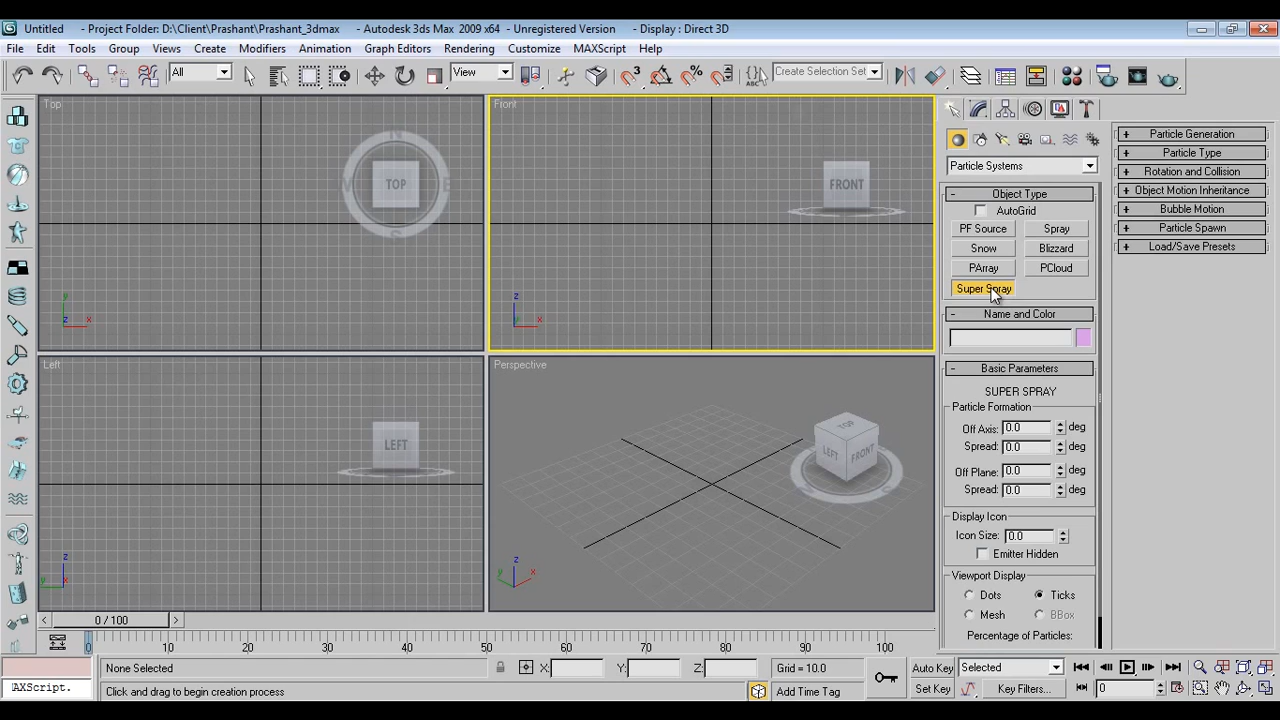 Untitled - Project Folder: D:\Client\Prashant\Prashant_3dmax - Autodesk 3ds Max 2009 x64 - Unregistered Version - Display : Direct 3D
File Edit Tools Group Views Create Modifiers Animation Graph Editors Rendering Customize MAXScript Help
All View Create Selection Set
Top Front
N
TOP E
S
FRONT
z x y
z x
Left Perspective
LEFT
TOP
LEFT FRONT
z y x
z y x
Particle Systems
- Object Type
AutoGrid
PF Source Spray
Snow Blizzard
PArray PCloud
Super Spray
- Name and Color
- Basic Parameters
SUPER SPRAY
Particle Formation
Off Axis: 0.0 deg
Spread: 0.0 deg
Off Plane: 0.0 deg
Spread: 0.0 deg
Display Icon
Icon Size: 0.0
Emitter Hidden
Viewport Display
Dots Ticks
Mesh BBox
Percentage of Particles:
+ Particle Generation
+ Particle Type
+ Rotation and Collision
+ Object Motion Inheritance
+ Bubble Motion
+ Particle Spawn
+ Load/Save Presets
< 0 / 100 >
0 10 20 30 40 50 60 70 80 90 100
None Selected X: Y: Z: Grid = 10.0 Auto Key Selected
AXScript. Click and drag to begin creation process Add Time Tag Set Key Key Filters... 0